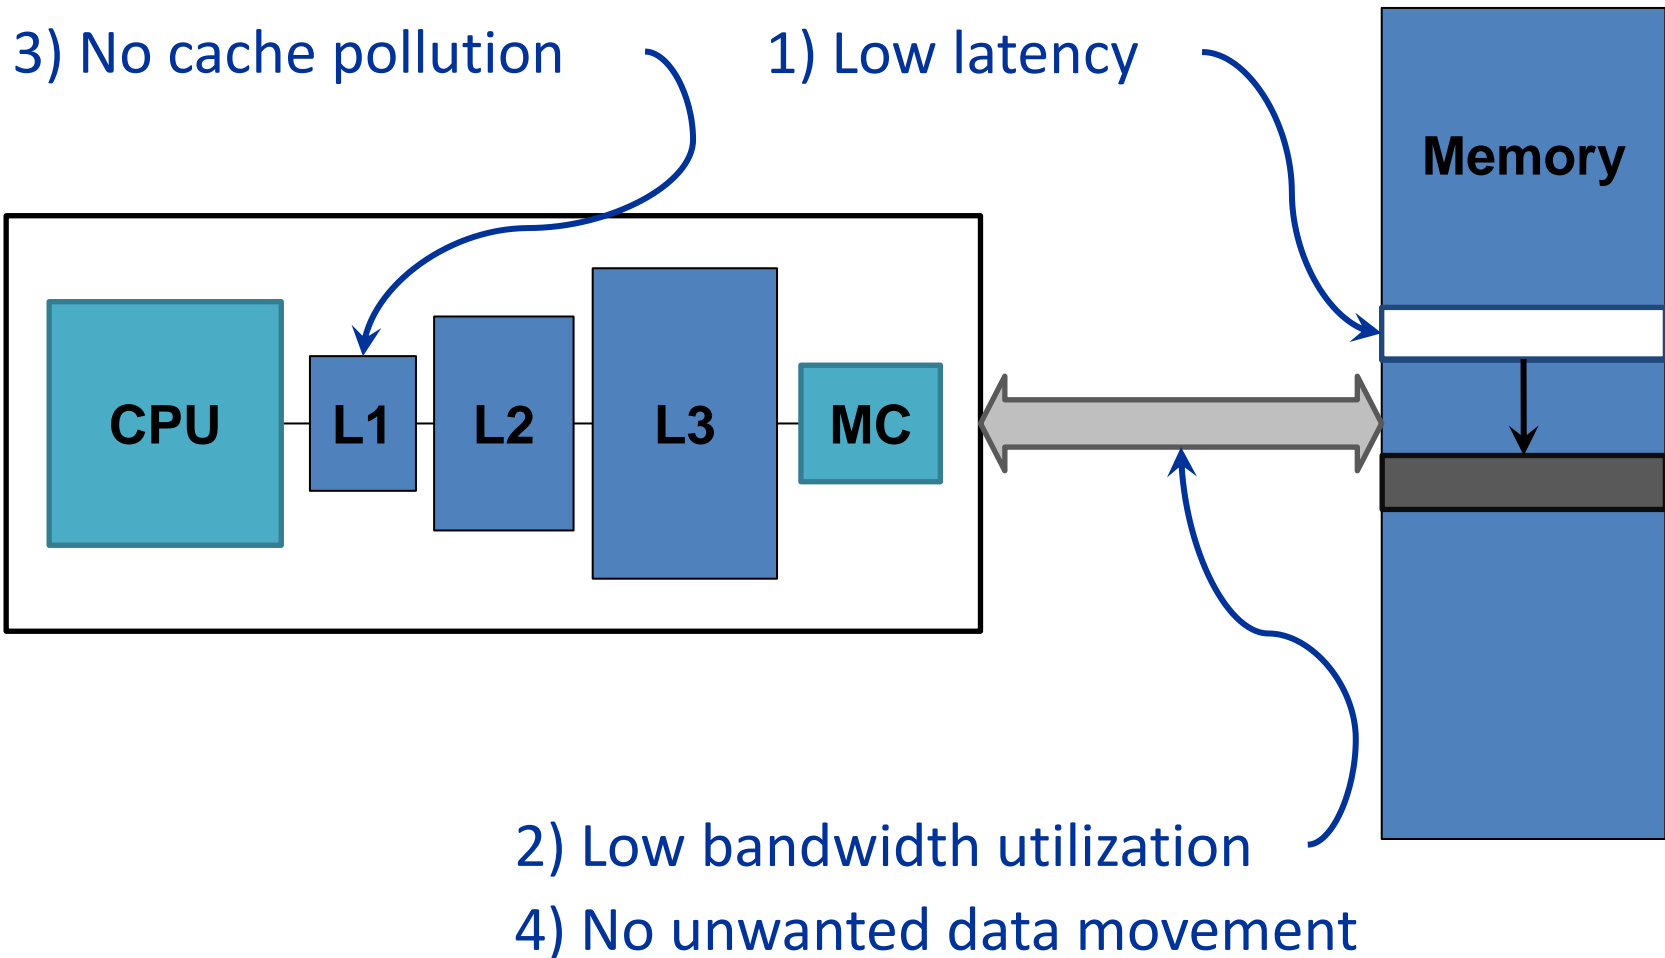 3) No cache pollution
1) Low latency
Memory
CPU
L1
L2
L3
MC
2) Low bandwidth utilization
4) No unwanted data movement